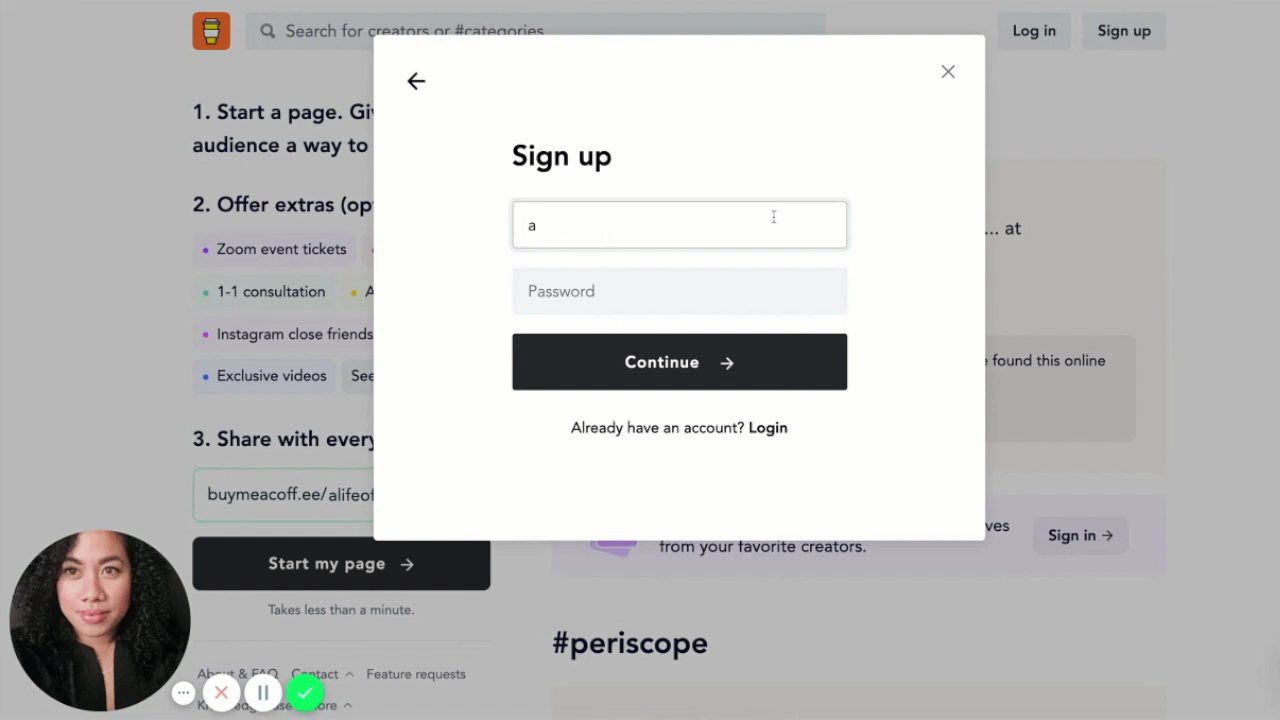 Search for creators or #categories
Log in
Sign up
1. Start a page. Giv
audience a way to
2. Offer extras (opt
Zoom event tickets
1-1 consultation
A
Instagram close friends
Exclusive videos
See
3. Share with every
buymeacoff.ee/alifeof
Start my page →
Takes less than a minute.
About & FAQ
Contact
Feature requests
Sign up
a
Password
Continue →
Already have an account? Login
... at
found this online
from your favorite creators.
Sign in →
#periscope